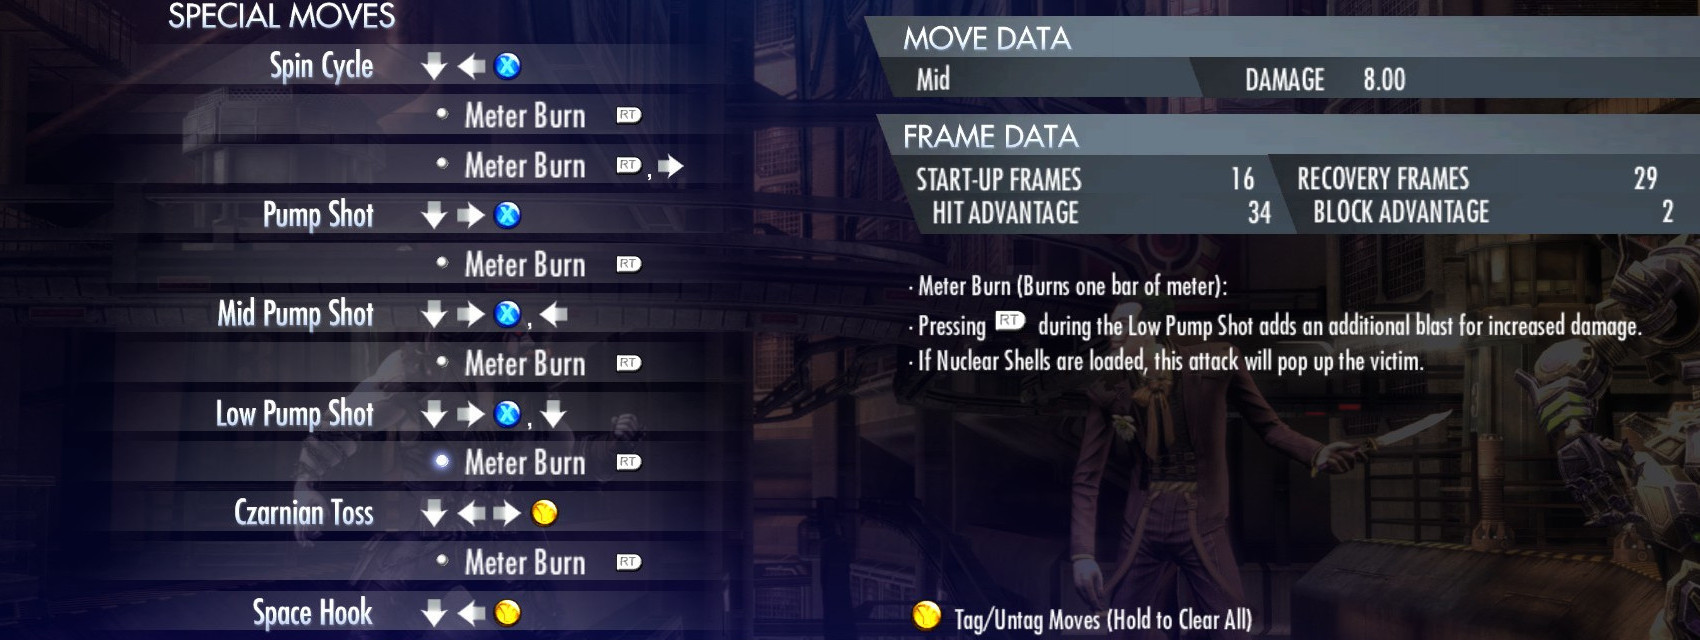 SPECIAL MOVES
Spin Cycle X
Meter Burn RT
Meter Burn RT ,
Pump Shot X
Meter Burn RT
Mid Pump Shot X ,
Meter Burn RT
Low Pump Shot X ,
Meter Burn RT
Czarnian Toss Y
Meter Burn RT
Space Hook Y
MOVE DATA
Mid DAMAGE 8.00
FRAME DATA
START-UP FRAMES 16 RECOVERY FRAMES 29
HIT ADVANTAGE 34 BLOCK ADVANTAGE 2
· Meter Burn (Burns one bar of meter):
· Pressing RT during the Low Pump Shot adds an additional blast for increased damage.
· If Nuclear Shells are loaded, this attack will pop up the victim.
Y Tag/Untag Moves (Hold to Clear All)